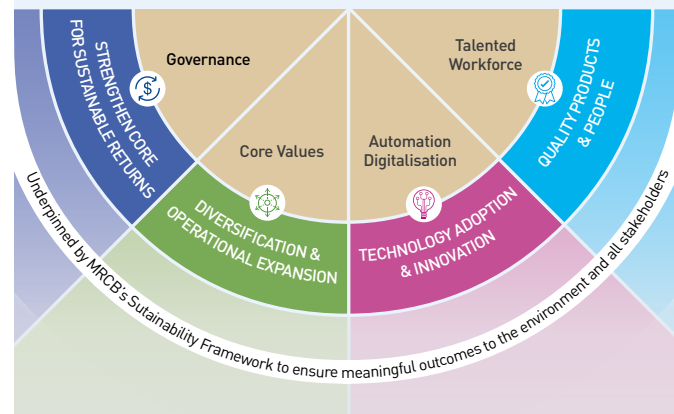 Governance
Talented
Workforce
Core Values
Automation
Digitalisation
STRENGTHEN CORE
FOR SUSTAINABLE RETURNS
$
DIVERSIFICATION &
OPERATIONAL EXPANSION
TECHNOLOGY ADOPTION
& INNOVATION
QUALITY PRODUCTS
& PEOPLE
Underpinned by MRCB's Sutainability Framework to ensure meaningful outcomes to the environment and all stakeholders